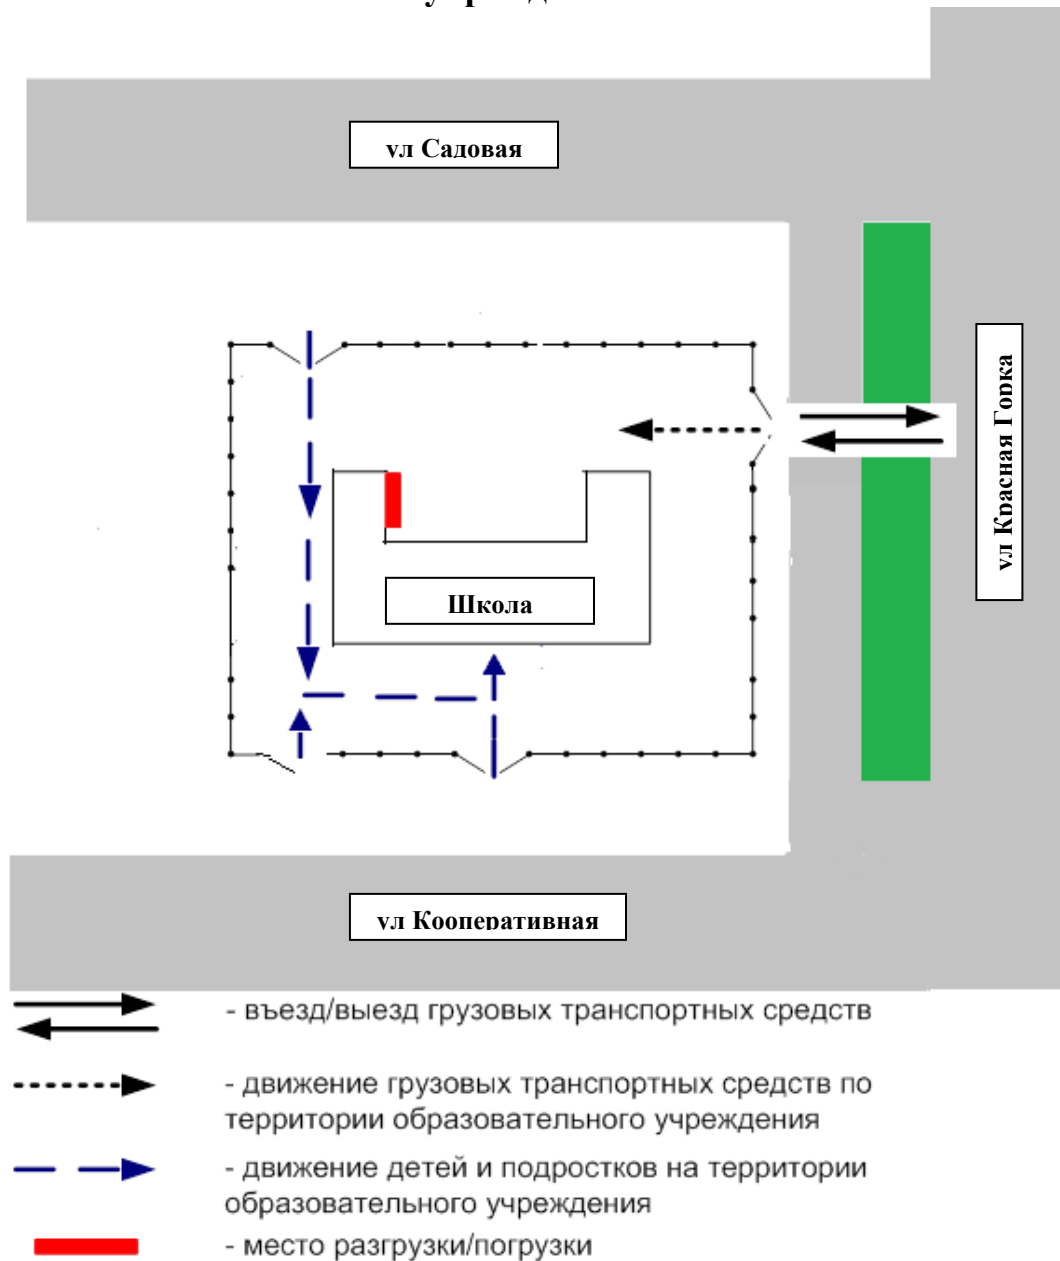 ул Садовая
ул Красная Горка
Школа
ул Кооперативная
- въезд/выезд грузовых транспортных средств
- движение грузовых транспортных средств по
территории образовательного учреждения
- движение детей и подростков на территории
образовательного учреждения
- место разгрузки/погрузки